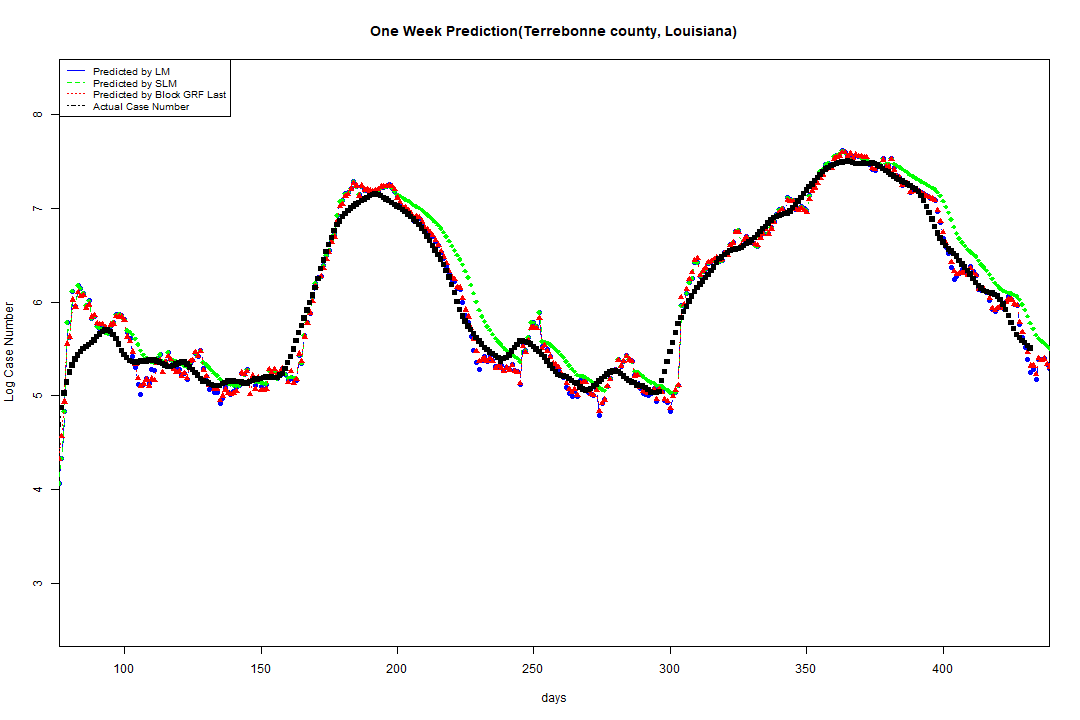 One Week Prediction(Terrebonne county, Louisiana)
Predicted by LM
Predicted by SLM
Predicted by Block GRF Last
Actual Case Number
8
7
6
5
4
3
Log Case Number
100 150 200 250 300 350 400
days